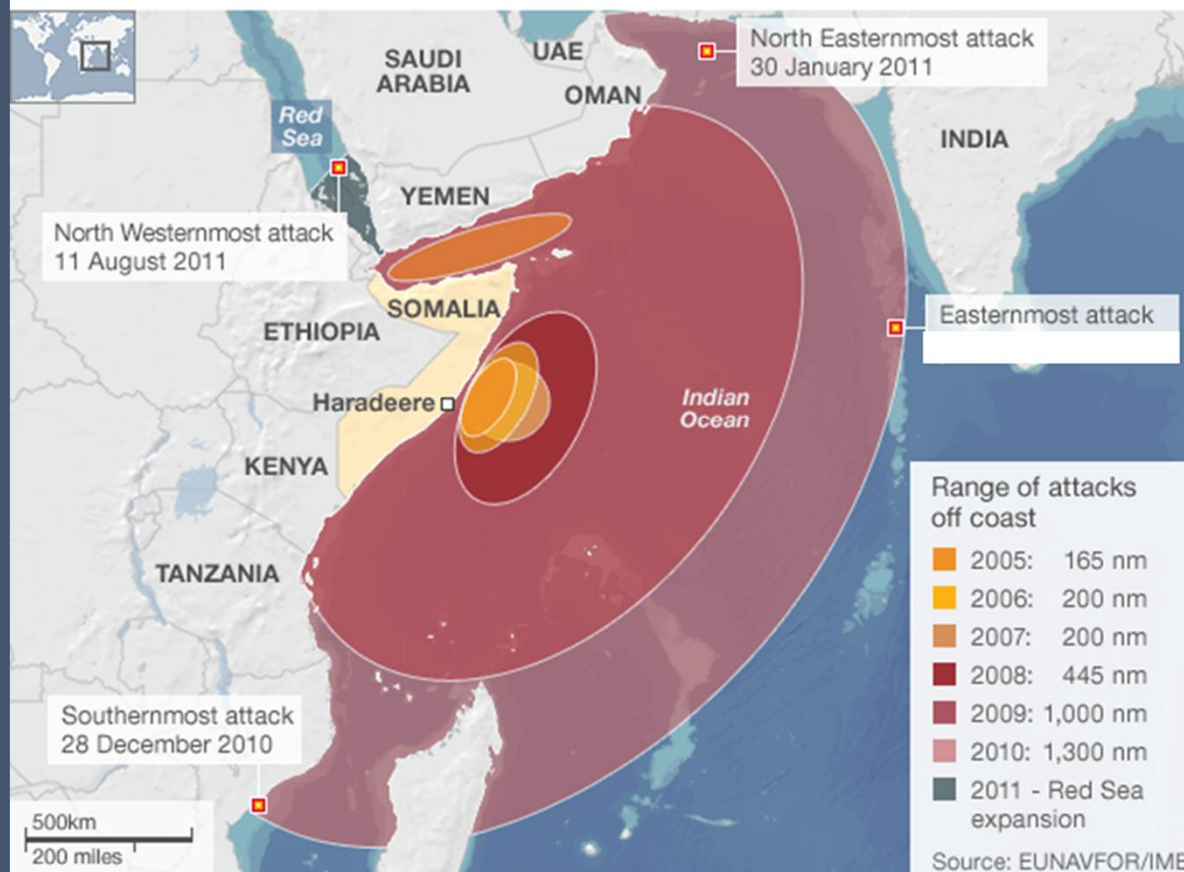 North Easternmost attack
30 January 2011
SAUDI
ARABIA
UAE
OMAN
Red
Sea
INDIA
YEMEN
North Westernmost attack
11 August 2011
SOMALIA
Easternmost attack
ETHIOPIA
Haradeere
Indian
Ocean
KENYA
TANZANIA
Range of attacks
off coast
2005: 165 nm
2006: 200 nm
2007: 200 nm
2008: 445 nm
2009: 1,000 nm
2010: 1,300 nm
2011 - Red Sea
expansion
Southernmost attack
28 December 2010
500km
200 miles
Source: EUNAVFOR/IMB